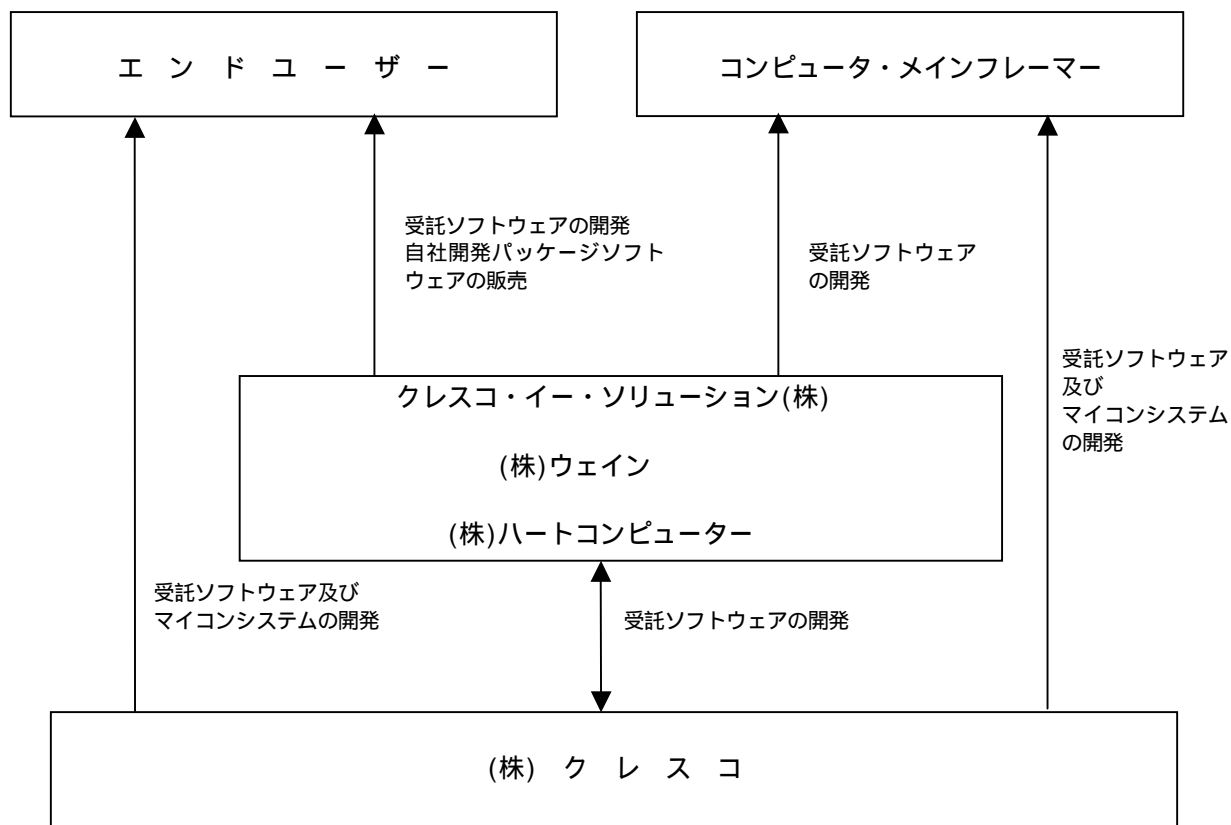 エ ン ド ユ ー ザ ー
コンピュータ・メインフレーマー
受託ソフトウェアの開発
自社開発パッケージソフト
ウェアの販売
受託ソフトウェア
の開発
受託ソフトウェア
及び
マイコンシステム
の開発
クレスコ・イー・ソリューション(株)
(株)ウェイン
(株)ハートコンピューター
受託ソフトウェア及び
マイコンシステムの開発
受託ソフトウェアの開発
(株) ク レ ス コ